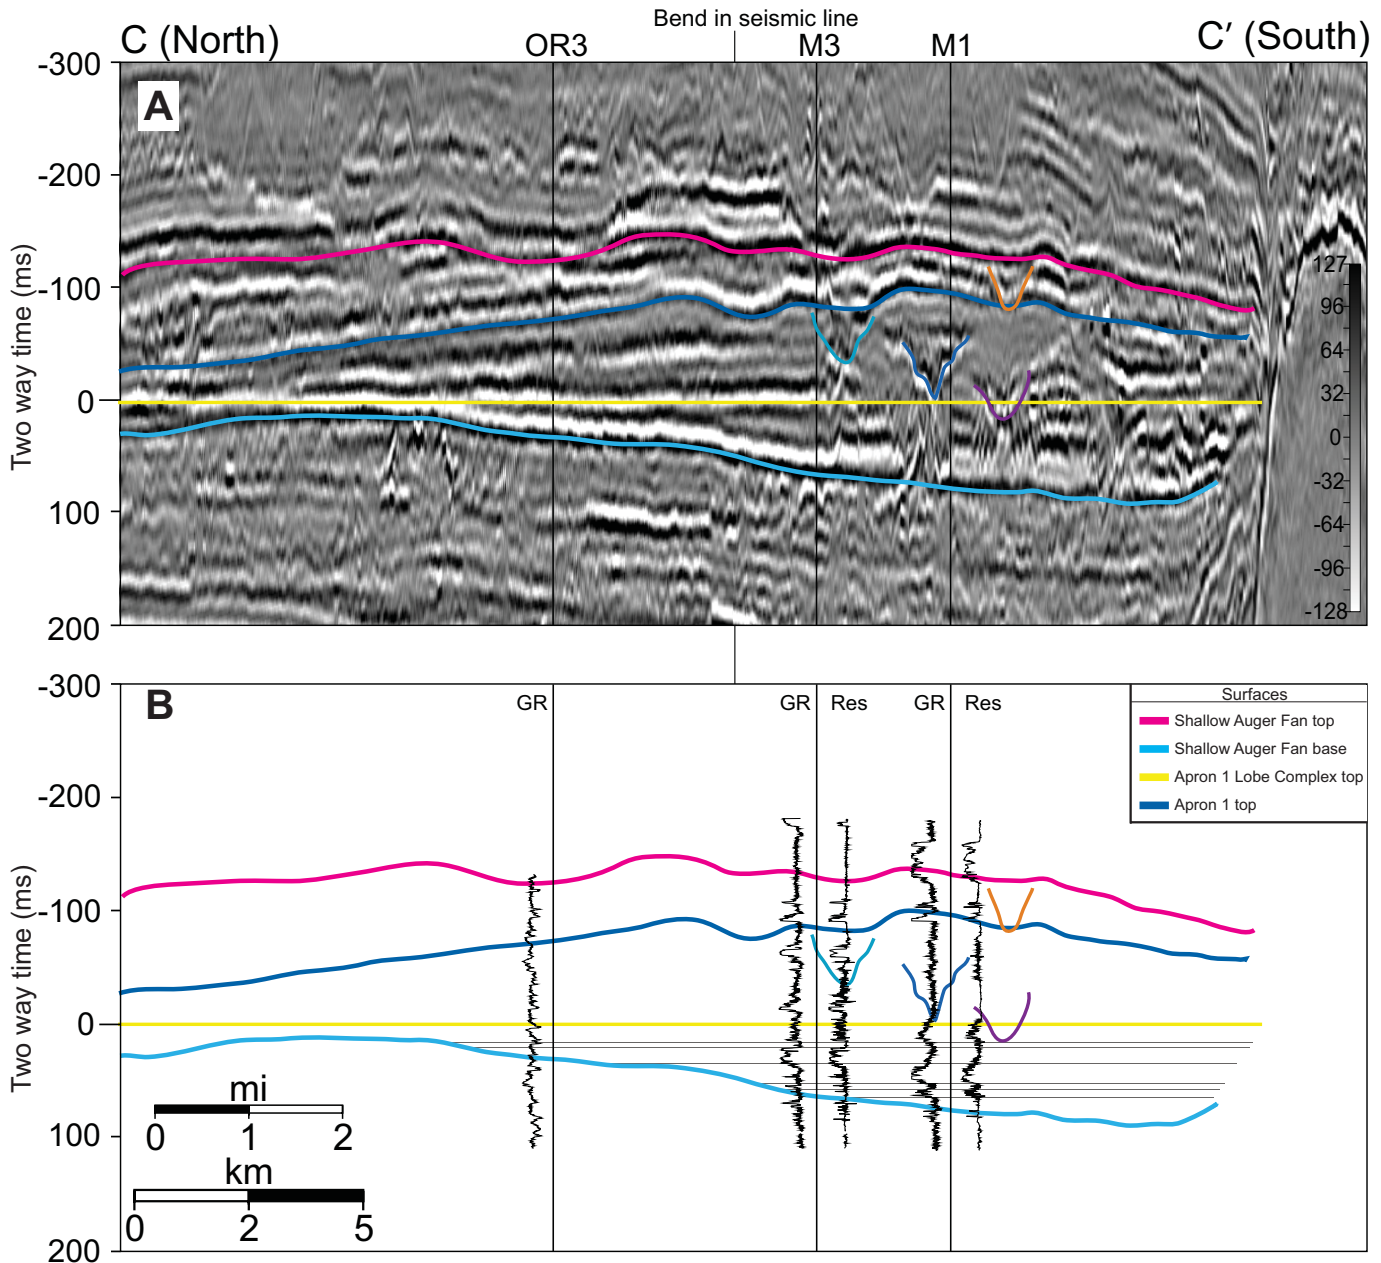 Bend in seismic line
C (North)
OR3
M3
M1
C′ (South)
A
Two way time (ms)
-300
-200
-100
0
100
200
127
96
64
32
0
-32
-64
-96
-128
B
Two way time (ms)
-300
-200
-100
0
100
200
GR
GR
Res
GR
Res
Surfaces
Shallow Auger Fan top
Shallow Auger Fan base
Apron 1 Lobe Complex top
Apron 1 top
mi
0 1 2
km
0 2 5